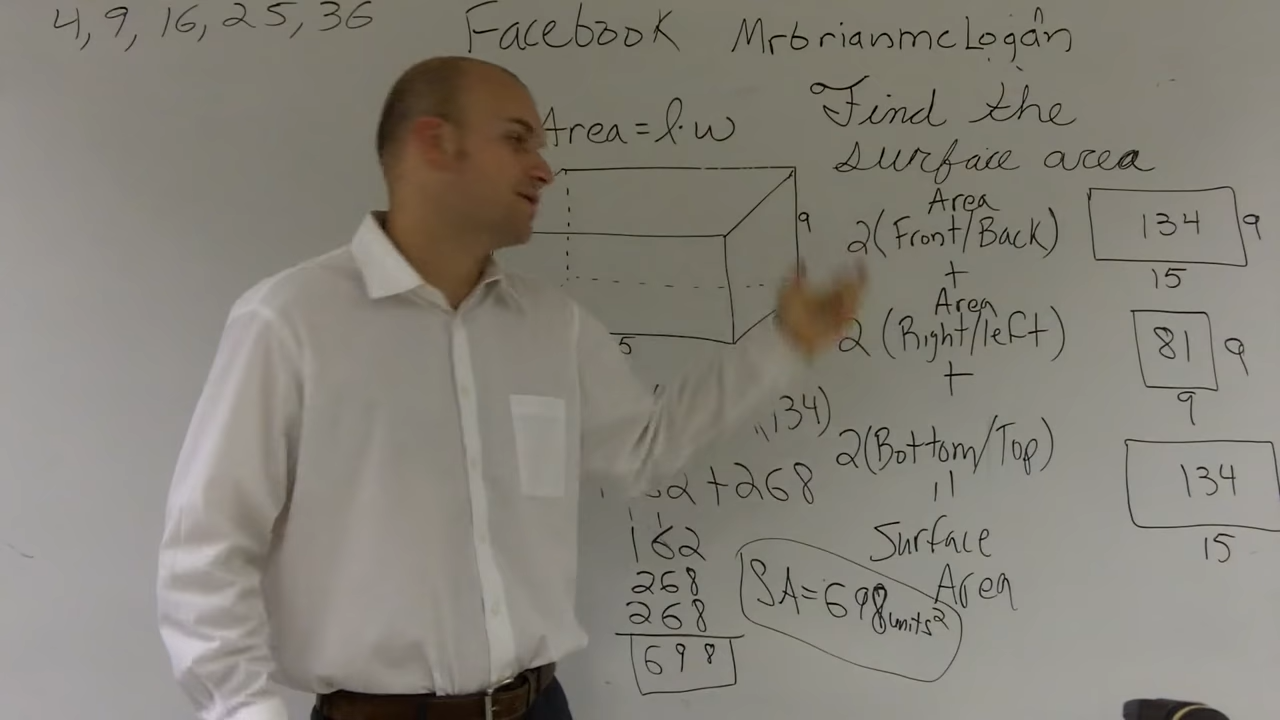 4, 9, 16, 25, 36
Facebook Mrbrianmclogan
Area = l·w
Find the
surface area
9
5
Area
2(Front/Back)
+
Area
2(Right/left)
+
2(Bottom/Top)
=
Surface
Area
134 9
15
81 9
9
134
15
134)
+268
162
268
268
698
SA=698 units²